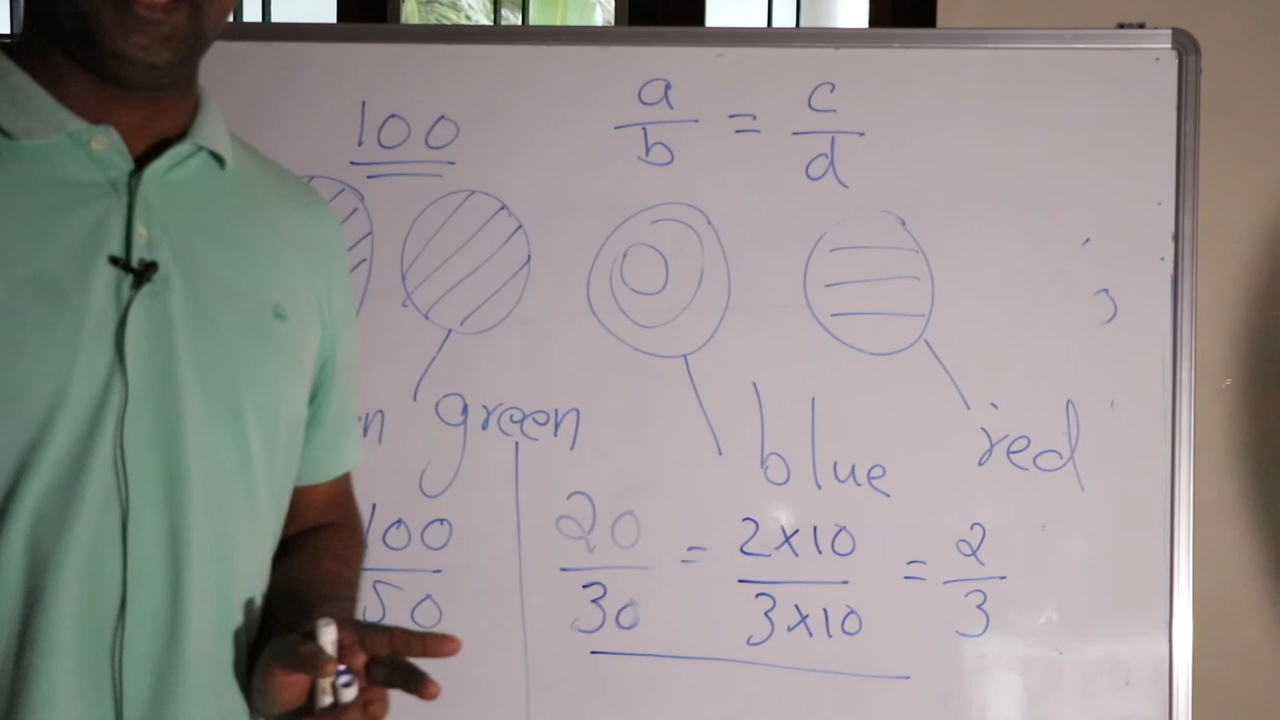 100
a/b = c/d
green
blue
red
100/50
20/30 = 2×10/3×10 = 2/3